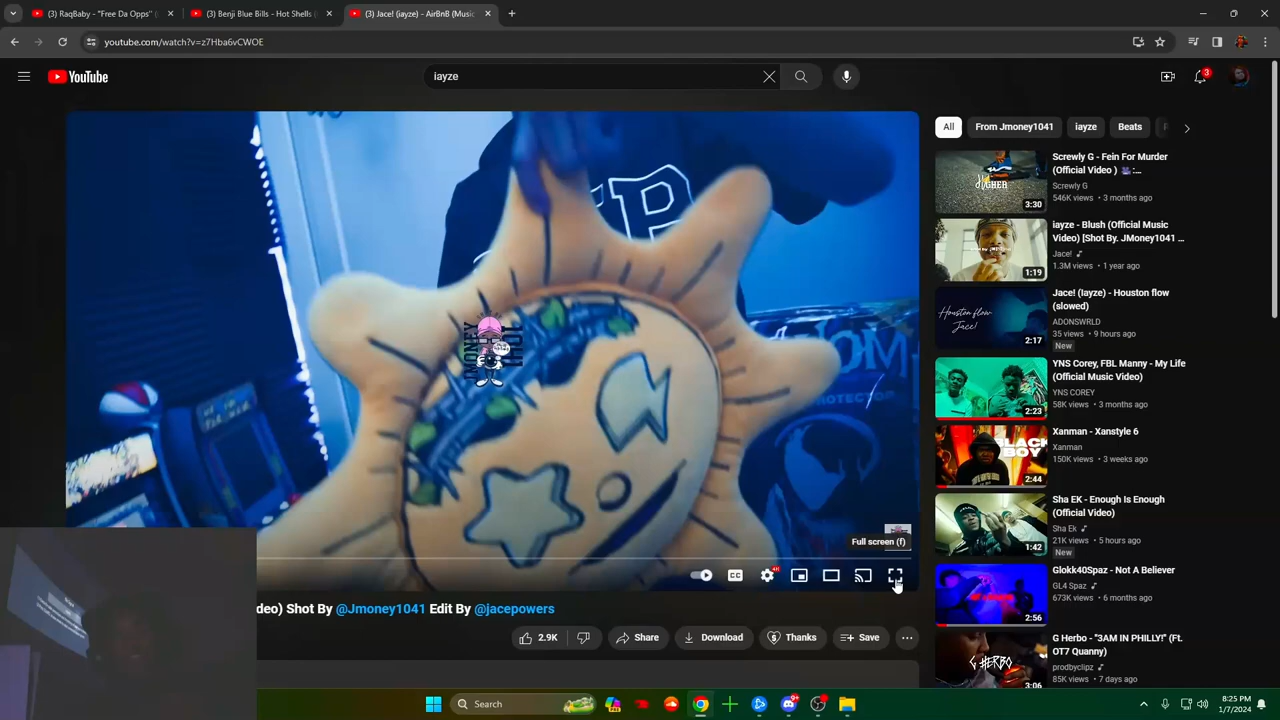 (3) RaqBaby - "Free Da Opps" (
(3) Benji Blue Bills - Hot Shells (
(3) Jace! (iayze) - AirBnB (Music
youtube.com/watch?v=z7Hba6vCWOE
YouTube
iayze
3
All
From Jmoney1041
iayze
Beats
Screwly G - Fein For Murder
(Official Video ) 😈:...
Screwly G
546K views • 3 months ago
3:30
iayze - Blush (Official Music
Video) [Shot By. JMoney1041 ...
Jace!
1.3M views • 1 year ago
1:19
Jace! (Iayze) - Houston flow
(slowed)
ADONSWRLD
35 views • 9 hours ago
New
Houston flow
Jace!
2:17
YNS Corey, FBL Manny - My Life
(Official Music Video)
YNS COREY
58K views • 3 months ago
2:23
Xanman - Xanstyle 6
Xanman
150K views • 3 weeks ago
2:44
Sha EK - Enough Is Enough
(Official Video)
Sha Ek
21K views • 5 hours ago
New
1:42
Glokk40Spaz - Not A Believer
GL4 Spaz
673K views • 6 months ago
2:56
G Herbo - "3AM IN PHILLY!" (Ft.
OT7 Quanny)
prodbyclipz
85K views • 7 days ago
G HERBO
3:06
P
Full screen (f)
CC
deo) Shot By @Jmoney1041 Edit By @jacepowers
2.9K
Share
Download
Thanks
Save
Search
8:25 PM
1/7/2024